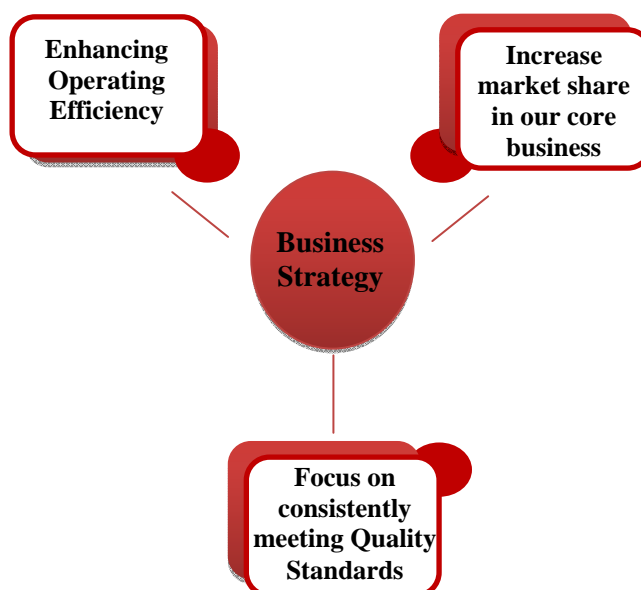 Enhancing
Operating
Efficiency
Increase
market share
in our core
business
Business
Strategy
Focus on
consistently
meeting Quality
Standards